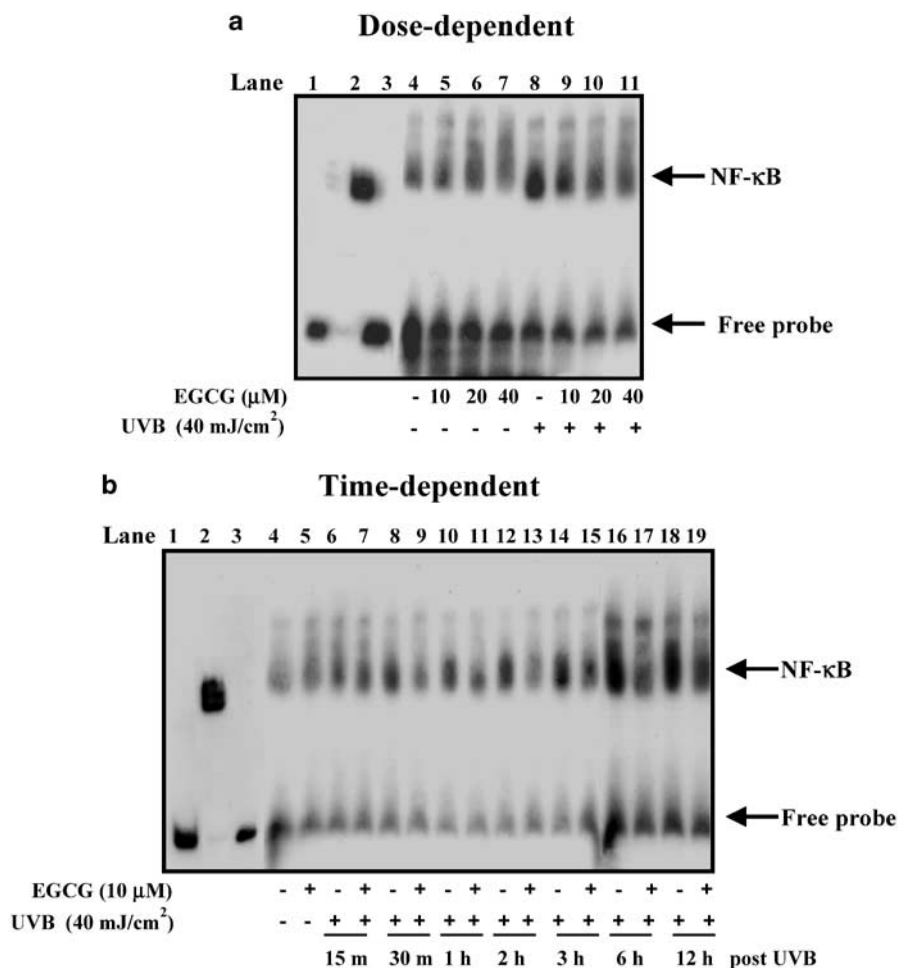 a
Dose-dependent
Lane 1 2 3 4 5 6 7 8 9 10 11
NF-κB
Free probe
EGCG (μM) - 10 20 40 - 10 20 40
UVB (40 mJ/cm²) - - - - + + + +
b
Time-dependent
Lane 1 2 3 4 5 6 7 8 9 10 11 12 13 14 15 16 17 18 19
NF-κB
Free probe
EGCG (10 μM) - + - + - + - + - + - + - + - +
UVB (40 mJ/cm²) - - + + + + + + + + + + + + + +
15 m 30 m 1 h 2 h 3 h 6 h 12 h post UVB